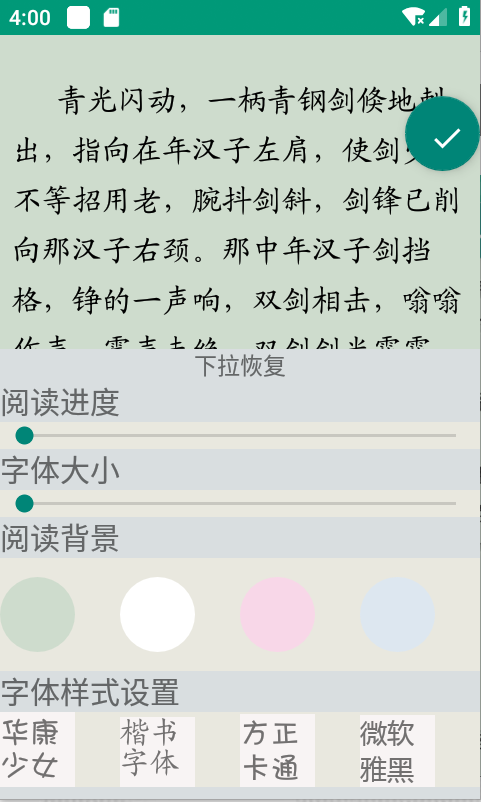 4:00
青光闪动，一柄青钢剑倏地刺
出，指向在年汉子左肩，使剑少
不等招用老，腕抖剑斜，剑锋已削
向那汉子右颈。那中年汉子剑挡
格，铮的一声响，双剑相击，嗡嗡
下拉恢复
阅读进度
字体大小
阅读背景
字体样式设置
华康
少女
楷书
字体
方正
卡通
微软
雅黑